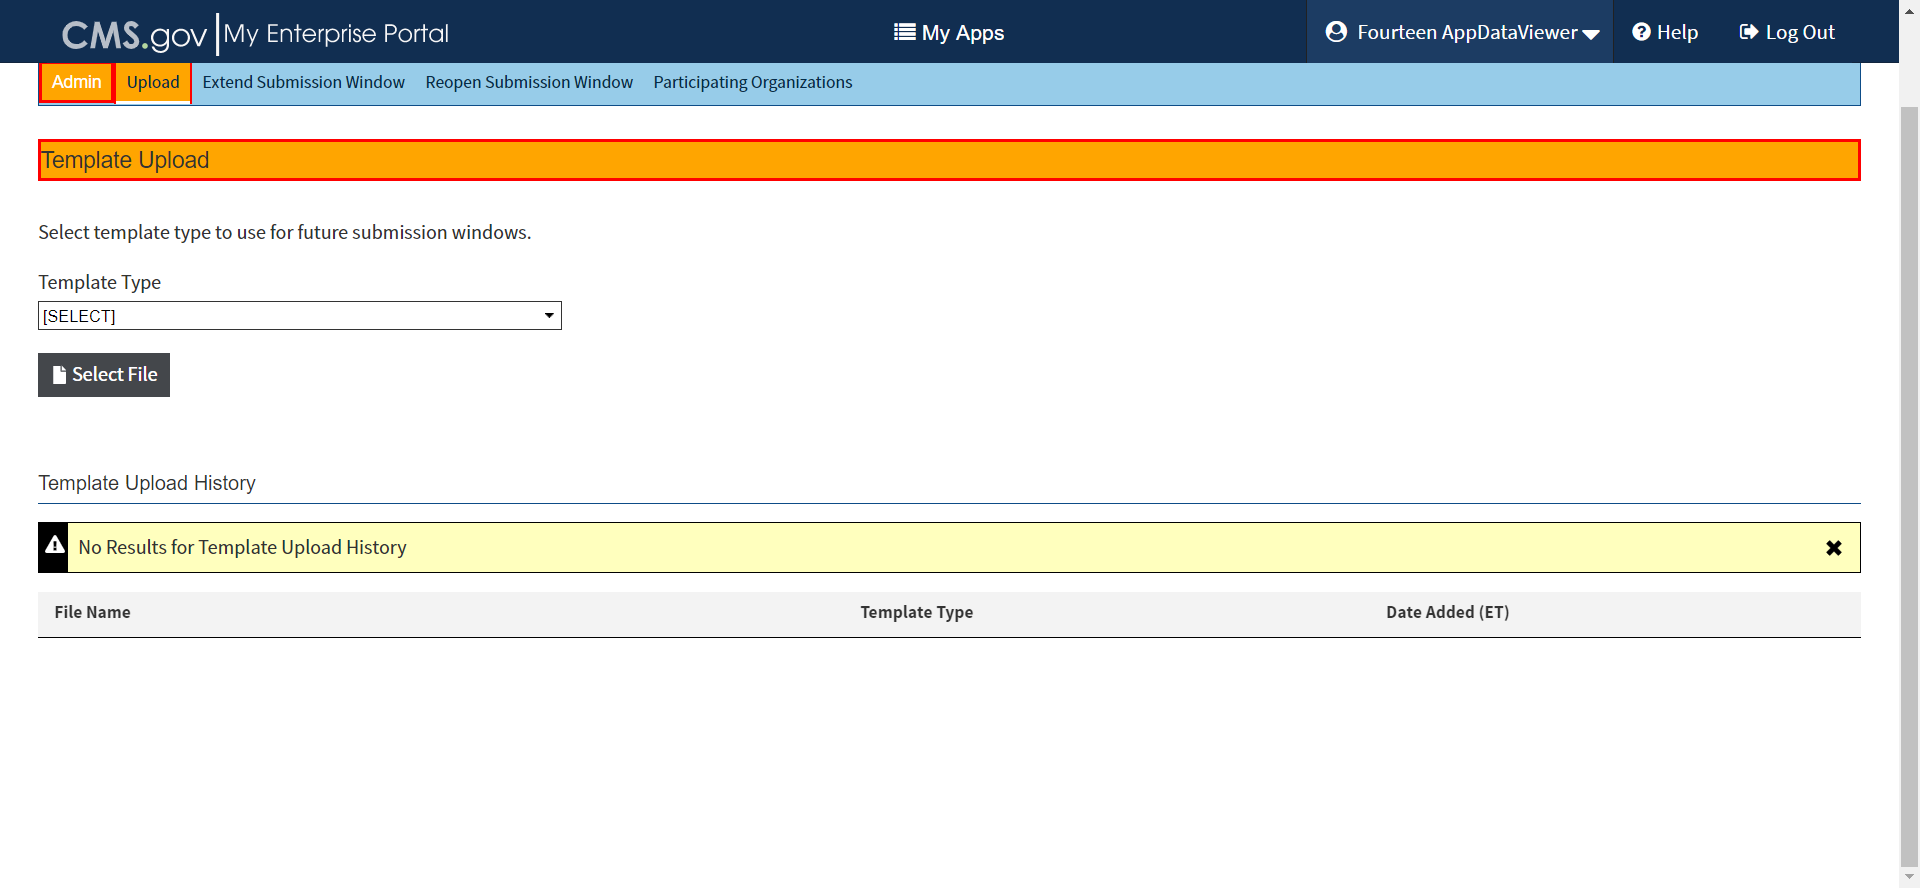 CMS.gov My Enterprise Portal My Apps Fourteen AppDataViewer Help Log Out
Admin Upload Extend Submission Window Reopen Submission Window Participating Organizations
Template Upload
Select template type to use for future submission windows.
Template Type
[SELECT]
Select File
Template Upload History
No Results for Template Upload History
File Name Template Type Date Added (ET)